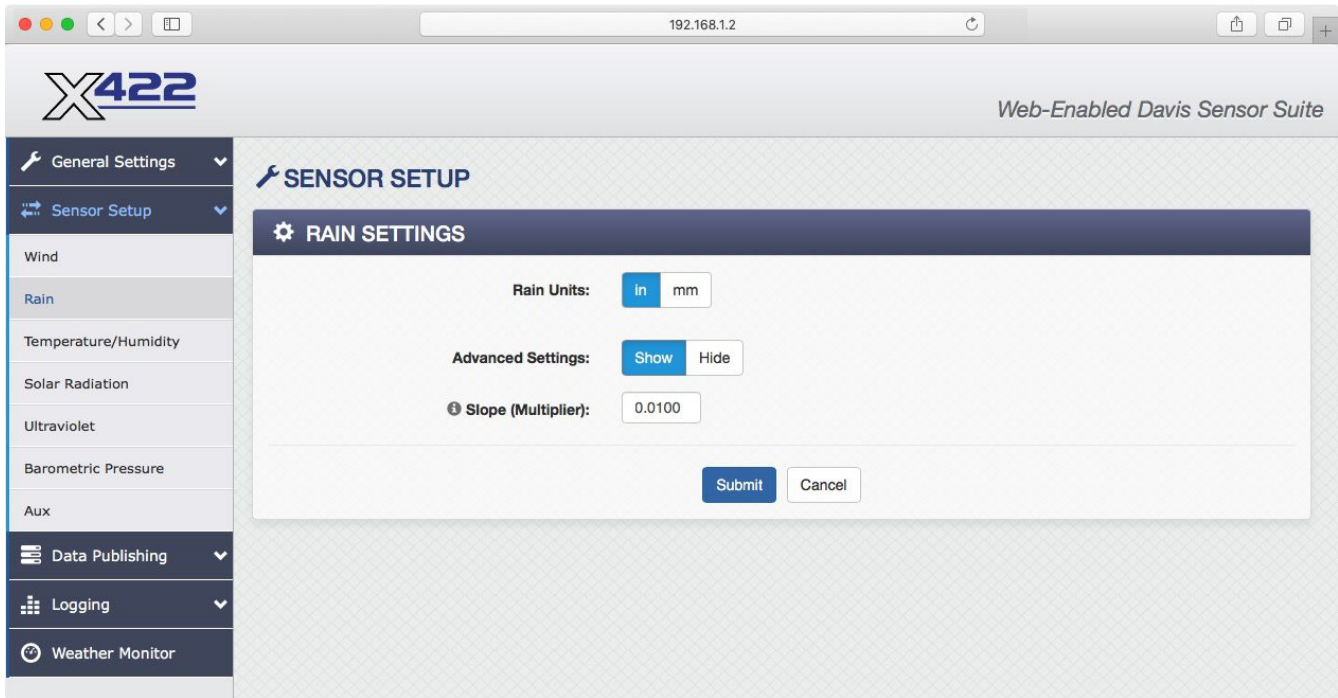 192.168.1.2
X422
Web-Enabled Davis Sensor Suite
General Settings
Sensor Setup
Wind
Rain
Temperature/Humidity
Solar Radiation
Ultraviolet
Barometric Pressure
Aux
Data Publishing
Logging
Weather Monitor
SENSOR SETUP
RAIN SETTINGS
Rain Units: in mm
Advanced Settings: Show Hide
Slope (Multiplier): 0.0100
Submit Cancel